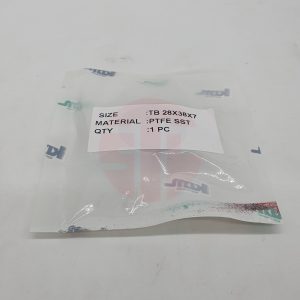 SIZE :TB 28X38X7
MATERIAL :PTFE SST
QTY :1 PC